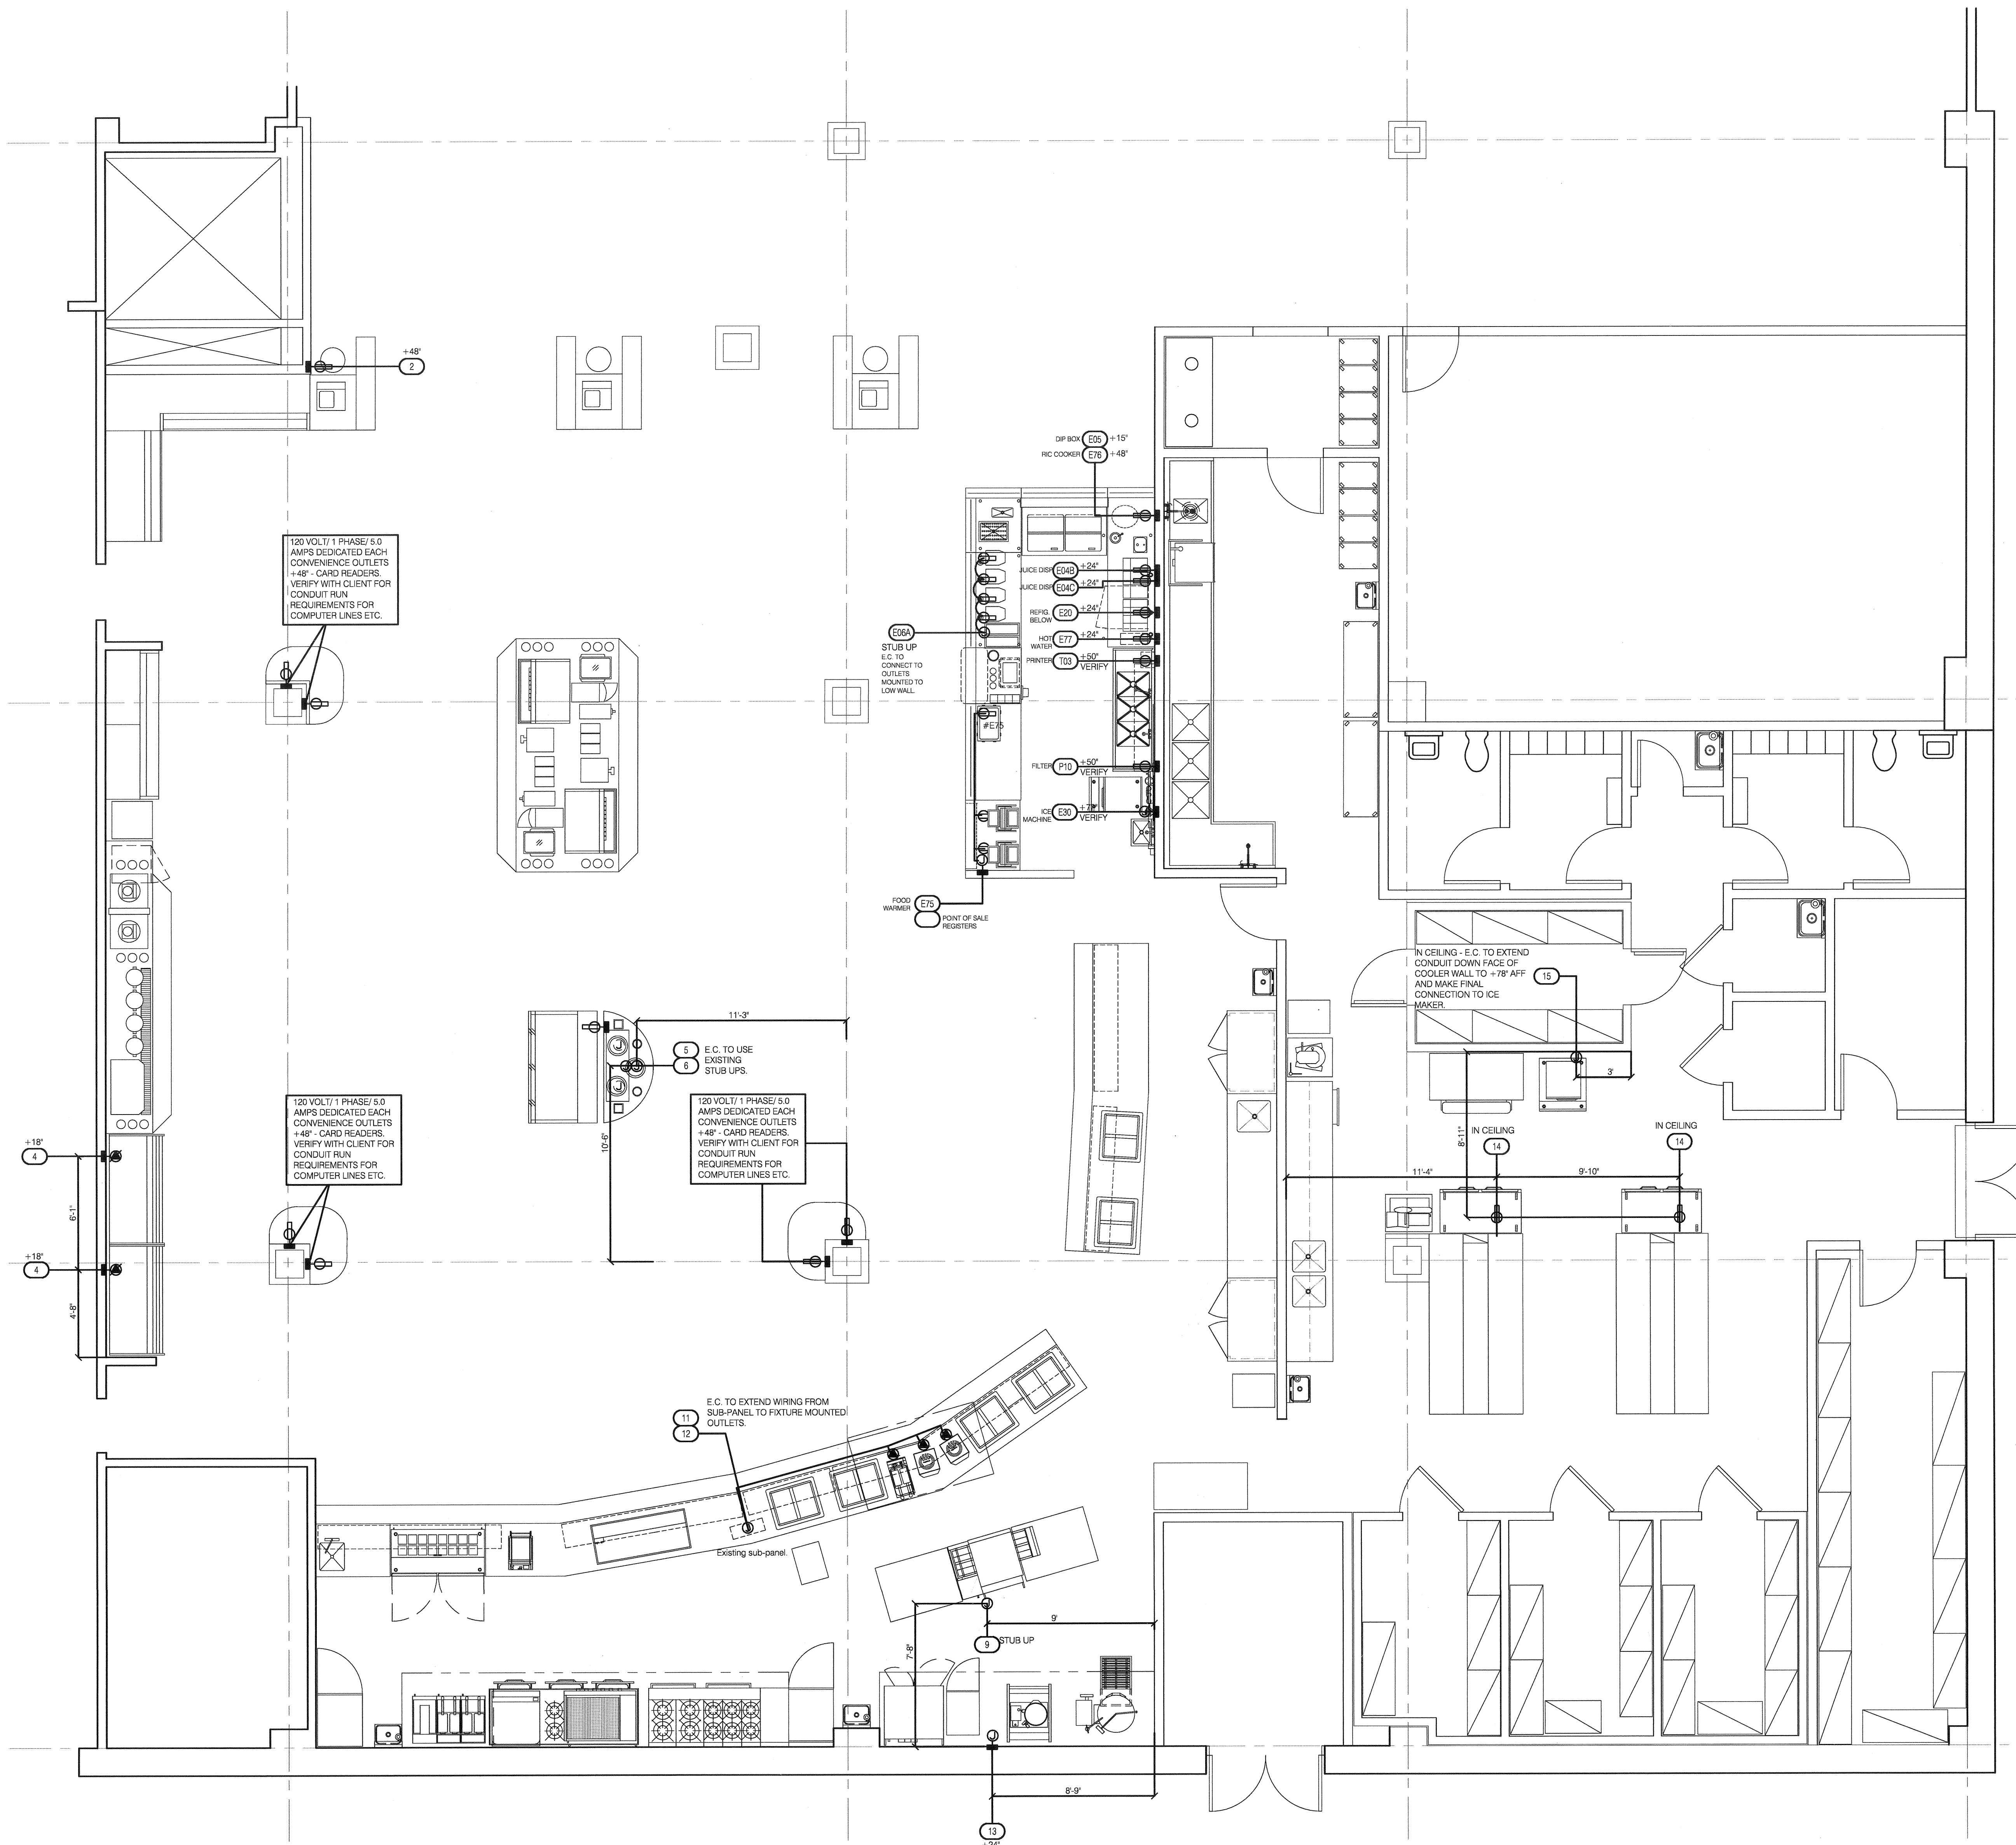 +48"
2
DIP BOX E05 +15"
RIC COOKER E76 +48"
120 VOLT/ 1 PHASE/ 5.0
AMPS DEDICATED EACH
CONVENIENCE OUTLETS
+48" - CARD READERS.
VERIFY WITH CLIENT FOR
CONDUIT RUN
REQUIREMENTS FOR
COMPUTER LINES ETC.
JUICE DISP E04B +24"
JUICE DISP E04C +24"
REFIG. E20 +24"
BELOW
HOT E77 +24"
WATER
PRINTER T03 +50"
VERIFY
E06A
STUB UP
E.C. TO
CONNECT TO
OUTLETS
MOUNTED TO
LOW WALL.
#E75
FILTER P10 +50"
VERIFY
ICE E30
MACHINE VERIFY
FOOD E75
WARMER
POINT OF SALE
REGISTERS
IN CEILING - E.C. TO EXTEND
CONDUIT DOWN FACE OF
COOLER WALL TO +78" AFF
AND MAKE FINAL
CONNECTION TO ICE
MAKER.
15
3'
11'-3"
5 E.C. TO USE
EXISTING
6 STUB UPS.
10'-6"
120 VOLT/ 1 PHASE/ 5.0
AMPS DEDICATED EACH
CONVENIENCE OUTLETS
+48" - CARD READERS.
VERIFY WITH CLIENT FOR
CONDUIT RUN
REQUIREMENTS FOR
COMPUTER LINES ETC.
120 VOLT/ 1 PHASE/ 5.0
AMPS DEDICATED EACH
CONVENIENCE OUTLETS
+48" - CARD READERS.
VERIFY WITH CLIENT FOR
CONDUIT RUN
REQUIREMENTS FOR
COMPUTER LINES ETC.
8'-11"
IN CEILING
14
IN CEILING
14
11'-4"
9'-10"
+18"
4
6'-1"
+18"
4
4'-8"
E.C. TO EXTEND WIRING FROM
SUB-PANEL TO FIXTURE MOUNTED
OUTLETS.
11
12
Existing sub-panel.
9'
9 STUB UP
7'-8"
8'-9"
13
+24"